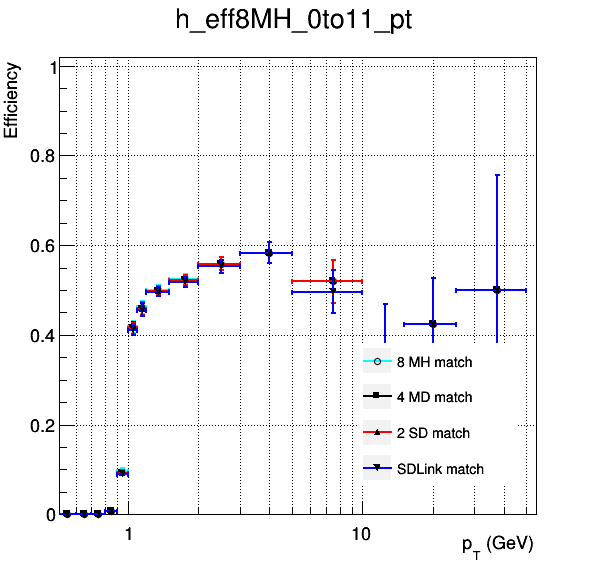 h_eff8MH_0to11_pt
Efficiency
1
0.8
0.6
0.4
0.2
0
8 MH match
4 MD match
2 SD match
SDLink match
1
10
p_T (GeV)